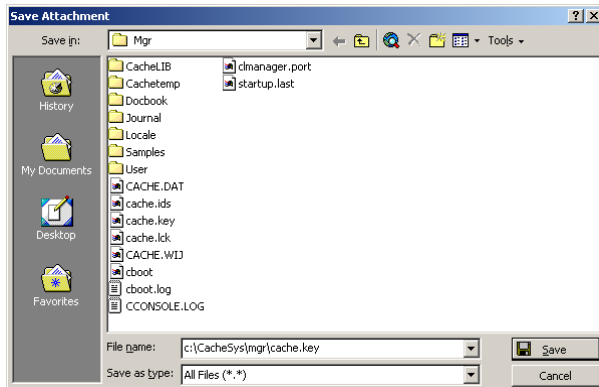 Save Attachment
Save in:
Mgr
Tools
History
My Documents
Desktop
Favorites
CacheLIB
Cachetemp
Docbook
Journal
Locale
Samples
User
CACHE.DAT
cache.ids
cache.key
cache.lck
CACHE.WIJ
cboot
cboot.log
CCONSOLE.LOG
clmanager.port
startup.last
File name:
c:\CacheSys\mgr\cache.key
Save
Save as type:
All Files (*.*)
Cancel